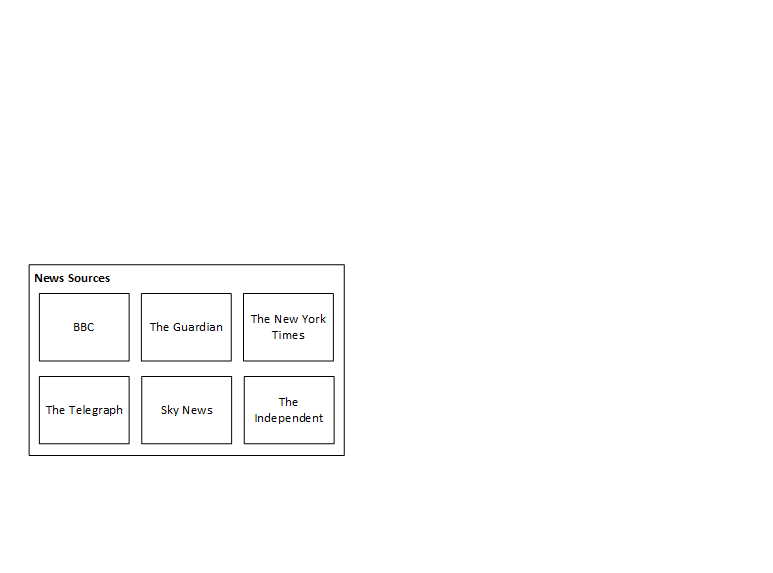 News Sources
BBC
The Guardian
The New York
Times
The Telegraph
Sky News
The
Independent